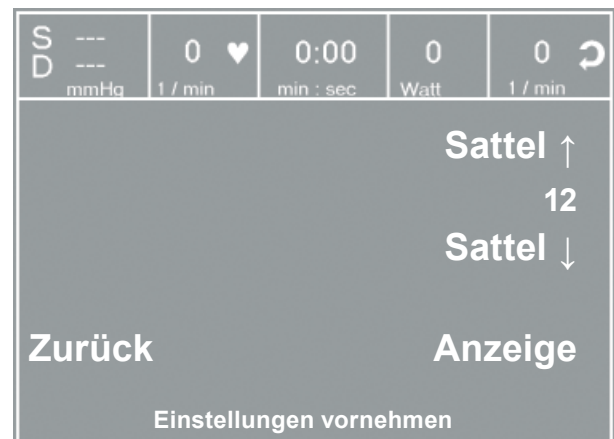 S ---
D ---
mmHg
0 ♥
1 / min
0:00
min : sec
0
Watt
0
1 / min
Sattel ↑
12
Sattel ↓
Zurück
Anzeige
Einstellungen vornehmen